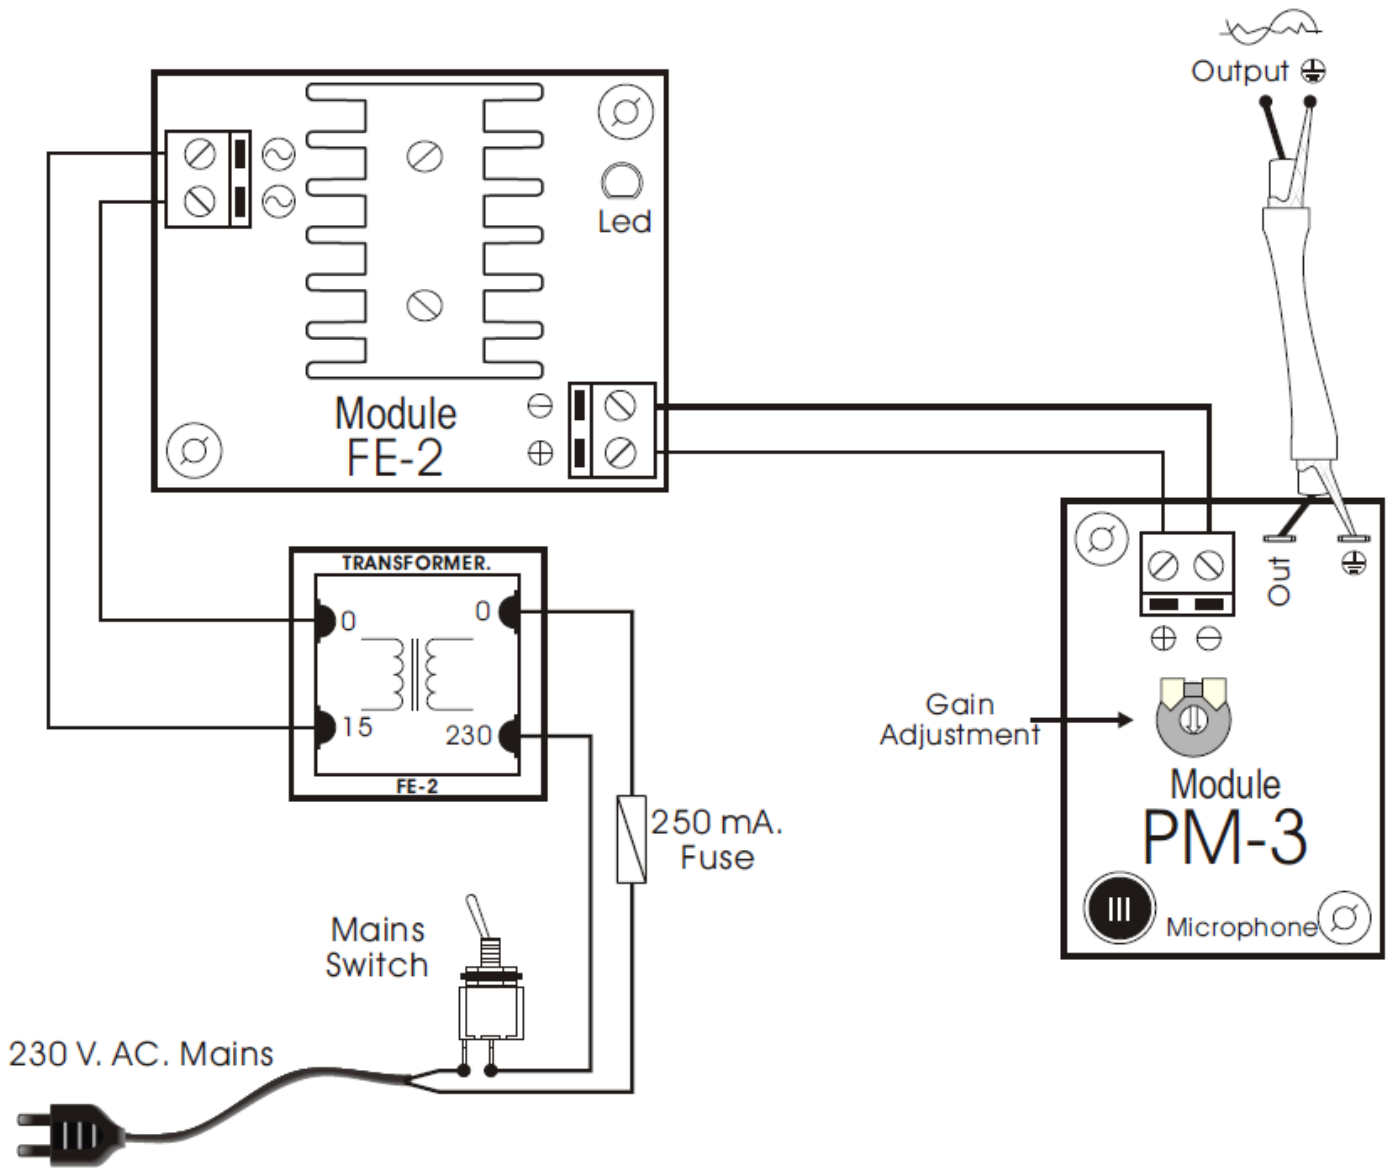 Output
Led
Module
FE-2
TRANSFORMER.
0
0
15
230
FE-2
Out
Gain
Adjustment
Module
PM-3
Microphone
250 mA.
Fuse
Mains
Switch
230 V. AC. Mains